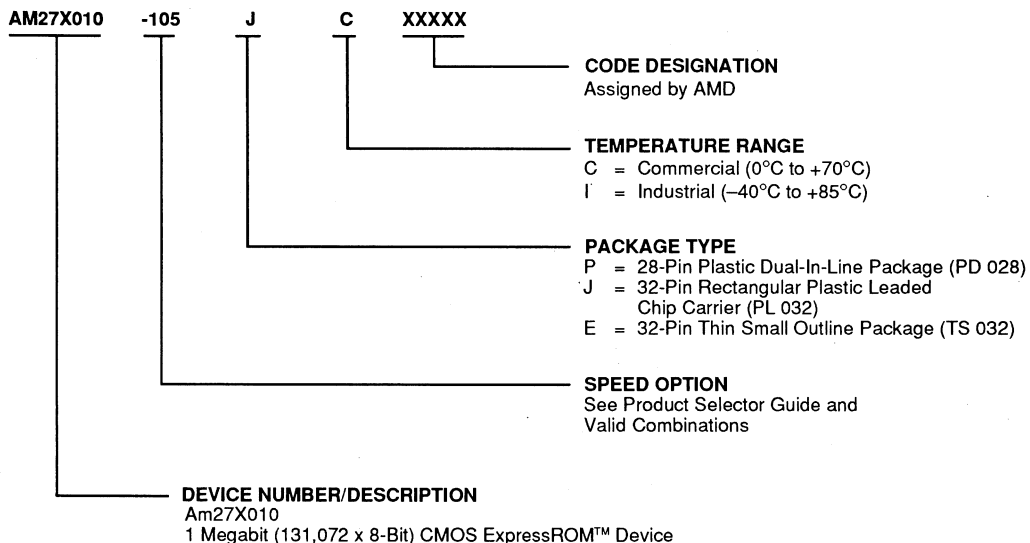 AM27X010 -105 J C XXXXX
CODE DESIGNATION
Assigned by AMD
TEMPERATURE RANGE
C = Commercial (0°C to +70°C)
I = Industrial (–40°C to +85°C)
PACKAGE TYPE
P = 28-Pin Plastic Dual-In-Line Package (PD 028)
J = 32-Pin Rectangular Plastic Leaded
Chip Carrier (PL 032)
E = 32-Pin Thin Small Outline Package (TS 032)
SPEED OPTION
See Product Selector Guide and
Valid Combinations
DEVICE NUMBER/DESCRIPTION
Am27X010
1 Megabit (131,072 x 8-Bit) CMOS ExpressROM™ Device